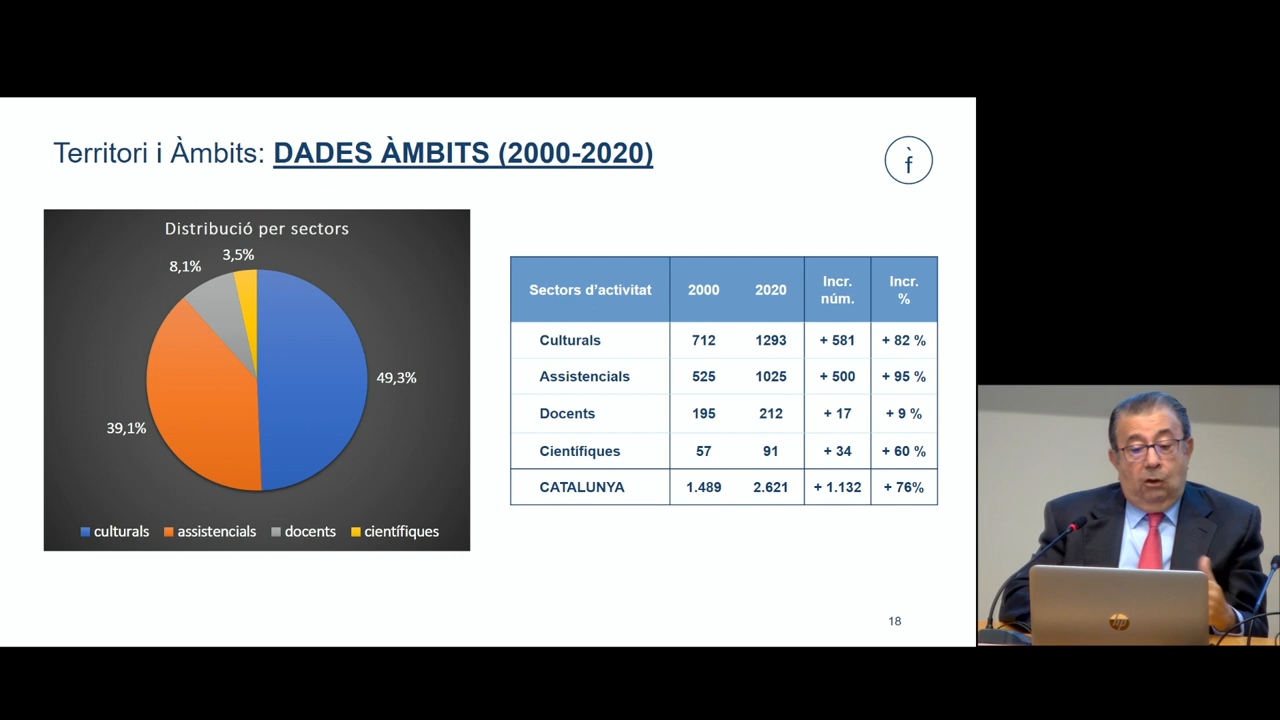 Territori i Àmbits: DADES ÀMBITS (2000-2020)
f̀
Distribució per sectors
3,5%
8,1%
49,3%
39,1%
culturals assistencials docents científiques
Sectors d’activitat 2000 2020 Incr. núm. Incr. %
Culturals 712 1293 + 581 + 82 %
Assistencials 525 1025 + 500 + 95 %
Docents 195 212 + 17 + 9 %
Científiques 57 91 + 34 + 60 %
CATALUNYA 1.489 2.621 + 1.132 + 76%
18
hp